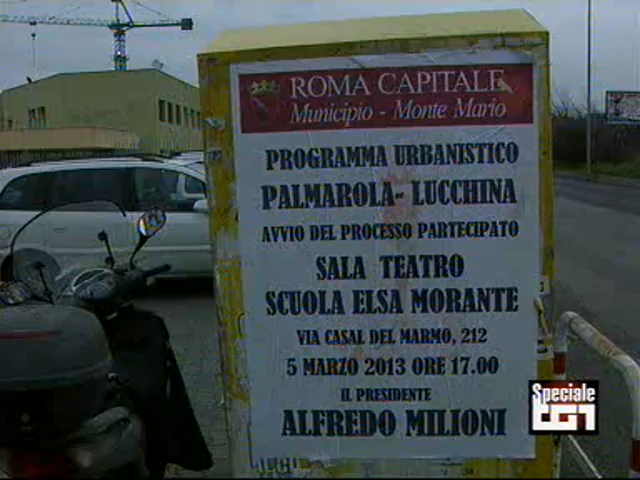 ROMA CAPITALE
Municipio - Monte Mario
PROGRAMMA URBANISTICO
PALMAROLA- LUCCHINA
AVVIO DEL PROCESSO PARTECIPATO
SALA TEATRO
SCUOLA ELSA MORANTE
VIA CASAL DEL MARMO, 212
5 MARZO 2013 ORE 17.00
IL PRESIDENTE
ALFREDO MILIONI
Speciale
TG1